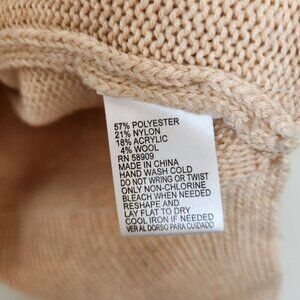 57% POLYESTER
21% NYLON
18% ACRYLIC
4% WOOL
RN 58909
MADE IN CHINA
HAND WASH COLD
DO NOT WRING OR TWIST
ONLY NON-CHLORINE
BLEACH WHEN NEEDED
RESHAPE AND
LAY FLAT TO DRY
COOL IRON IF NEEDED
VER AL DORSO PARA CUIDADO